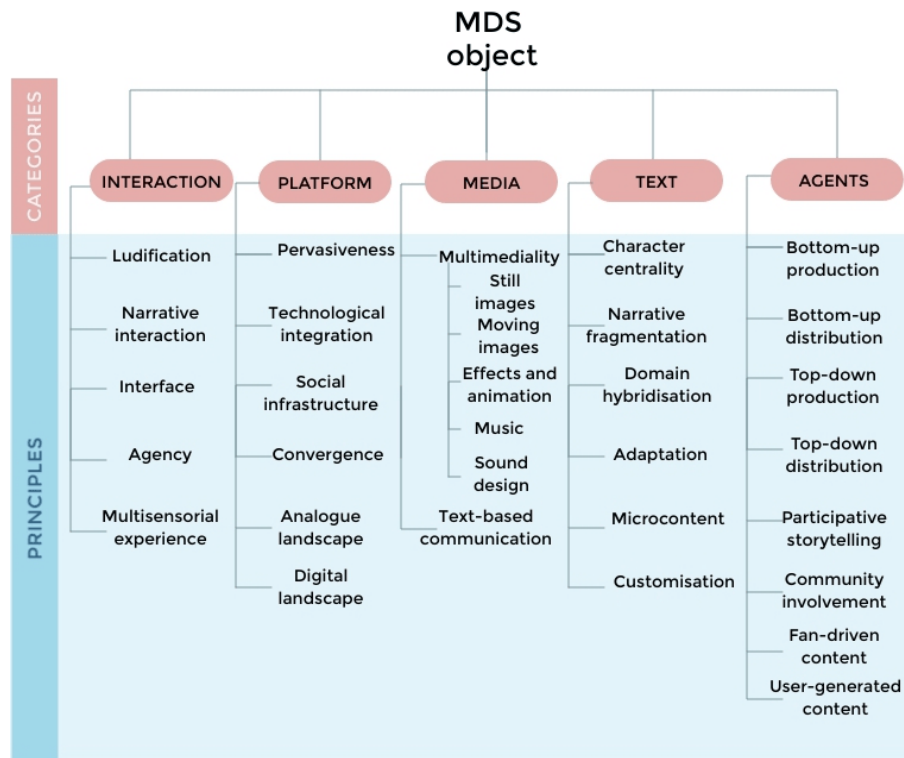 MDS
object
CATEGORIES
INTERACTION
PLATFORM
MEDIA
TEXT
AGENTS
PRINCIPLES
Ludification
Narrative
interaction
Interface
Agency
Multisensorial
experience
Pervasiveness
Technological
integration
Social
infrastructure
Convergence
Analogue
landscape
Digital
landscape
Multimediality
Still
images
Moving
images
Effects and
animation
Music
Sound
design
Text-based
communication
Character
centrality
Narrative
fragmentation
Domain
hybridisation
Adaptation
Microcontent
Customisation
Bottom-up
production
Bottom-up
distribution
Top-down
production
Top-down
distribution
Participative
storytelling
Community
involvement
Fan-driven
content
User-generated
content